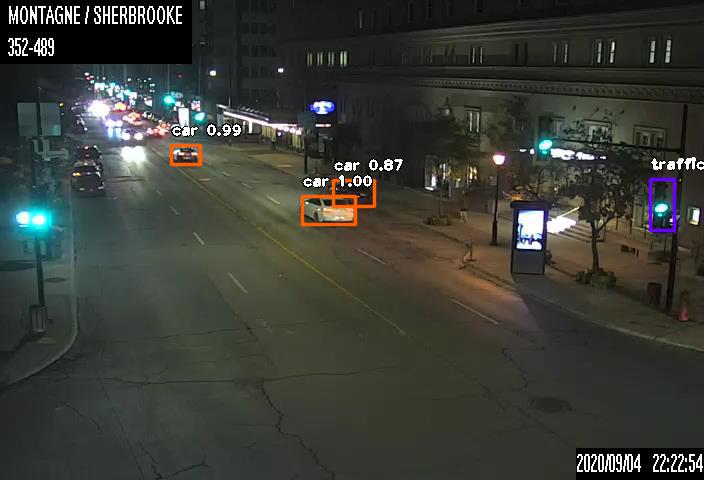 MONTAGNE / SHERBROOKE
352-489
car 0.99
car 0.87
car 1.00
traffic
2020/09/04 22:22:54